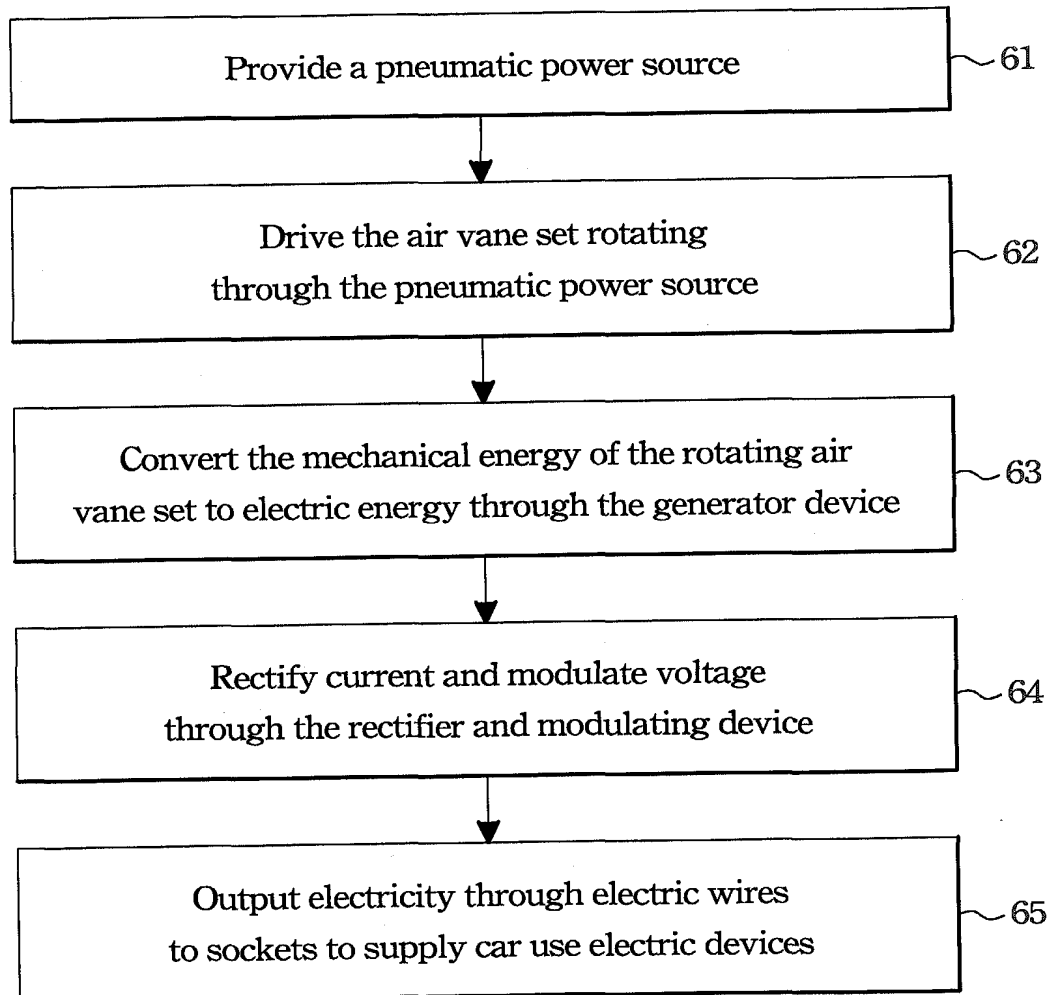 Provide a pneumatic power source
61
Drive the air vane set rotating
through the pneumatic power source
62
Convert the mechanical energy of the rotating air
vane set to electric energy through the generator device
63
Rectify current and modulate voltage
through the rectifier and modulating device
64
Output electricity through electric wires
to sockets to supply car use electric devices
65